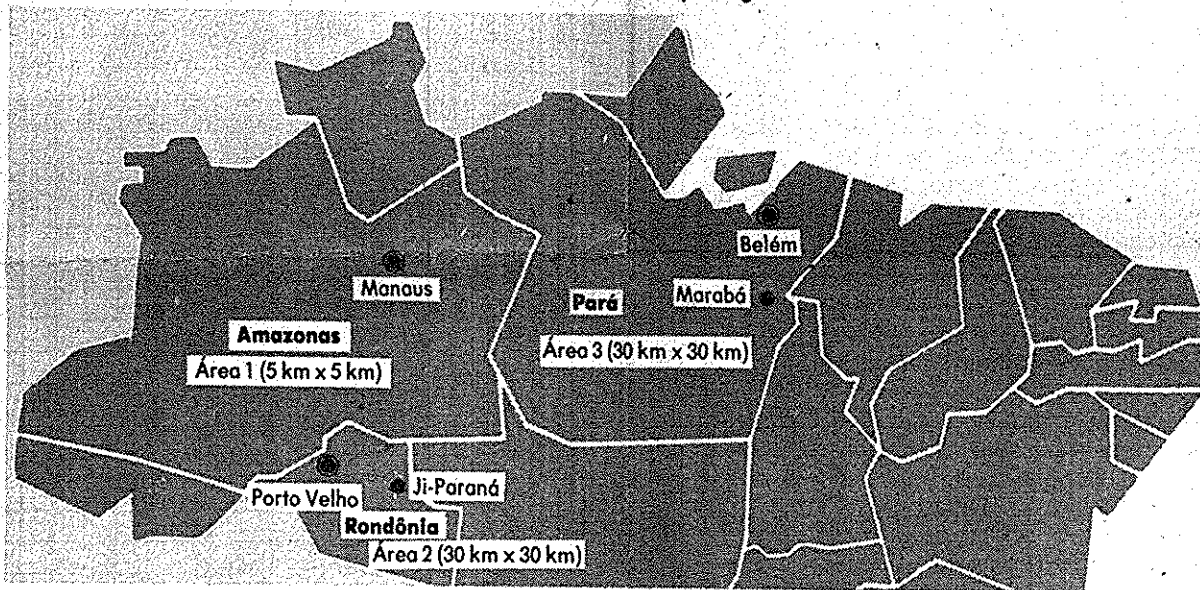 Belém
Manaus
Marabá
Pará
Amazonas
Área 1 (5 km x 5 km)
Área 3 (30 km x 30 km)
Ji-Paraná
Porto Velho
Rondônia
Área 2 (30 km x 30 km)